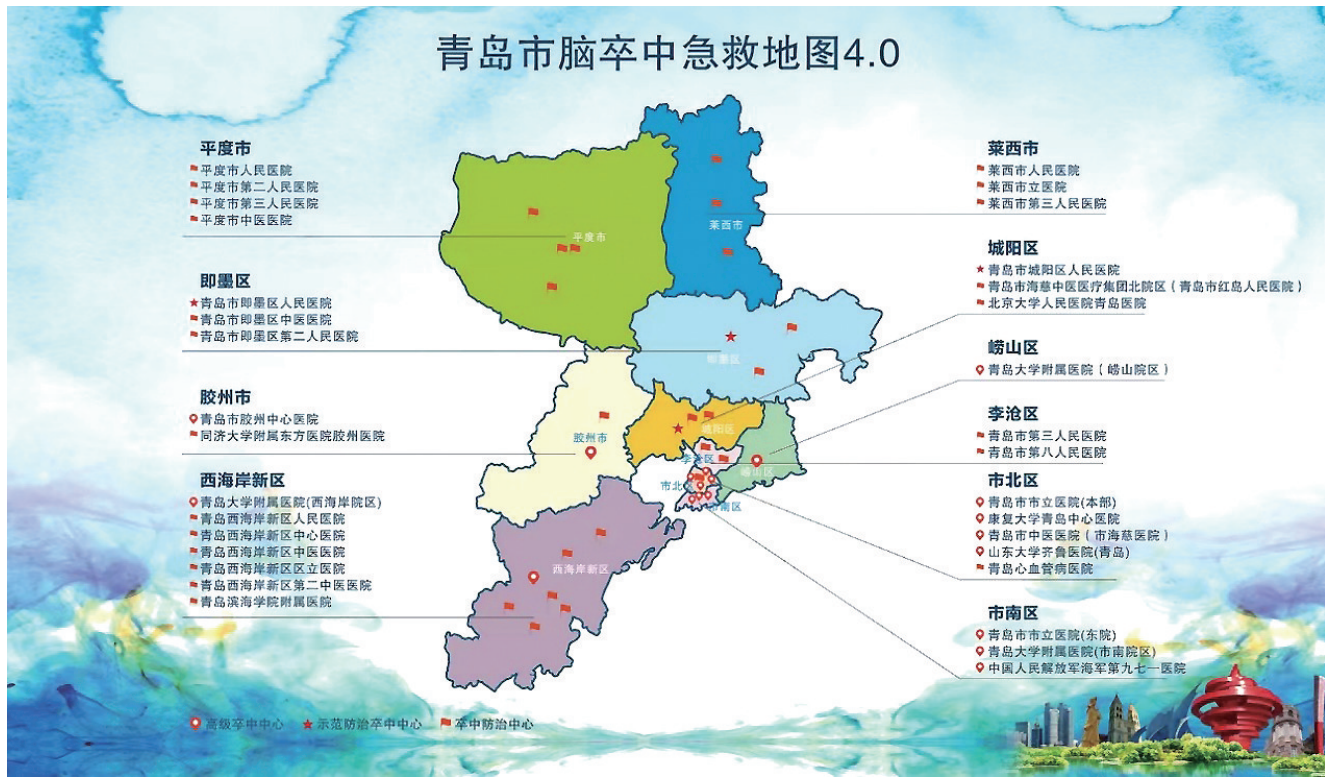 青岛市脑卒中急救地图4.0
平度市
平度市人民医院
平度市第二人民医院
平度市第三人民医院
平度市中医医院
即墨区
青岛市即墨区人民医院
青岛市即墨区中医医院
青岛市即墨区第二人民医院
胶州市
青岛市胶州中心医院
同济大学附属东方医院胶州医院
西海岸新区
青岛大学附属医院(西海岸院区)
青岛西海岸新区人民医院
青岛西海岸新区中心医院
青岛西海岸新区中医医院
青岛西海岸新区区立医院
青岛西海岸新区第二中医医院
青岛滨海学院附属医院
平度市
莱西市
即墨区
城阳区
胶州市
李沧区
崂山区
市北区
市南区
西海岸新区
莱西市
莱西市人民医院
莱西市立医院
莱西市第三人民医院
城阳区
青岛市城阳区人民医院
青岛市海慈中医医疗集团北院区（青岛市红岛人民医院）
北京大学人民医院青岛医院
崂山区
青岛大学附属医院（崂山院区）
李沧区
青岛市第三人民医院
青岛市第八人民医院
市北区
青岛市市立医院(本部)
康复大学青岛中心医院
青岛市中医医院（市海慈医院）
山东大学齐鲁医院(青岛)
青岛心血管病医院
市南区
青岛市市立医院(东院)
青岛大学附属医院(市南院区)
中国人民解放军海军第九七一医院
高级卒中中心 示范防治卒中中心 卒中防治中心